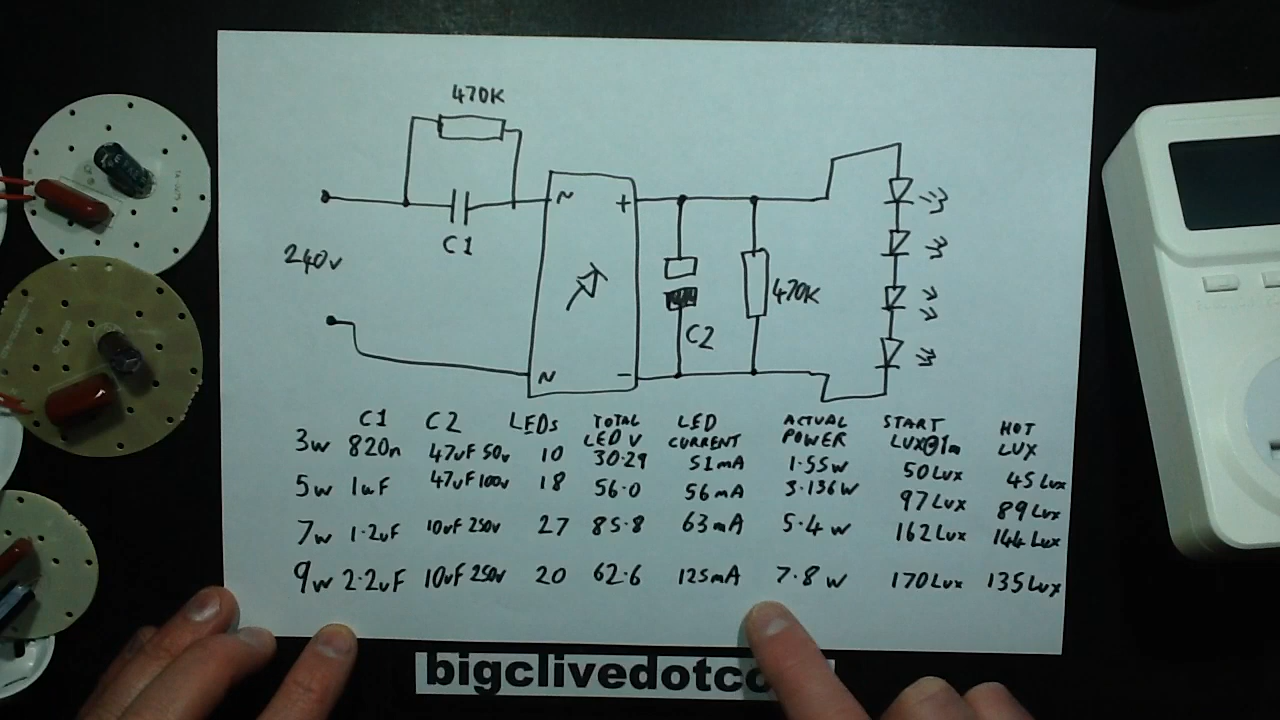 470K
C1
240v
~ +
~ -
C2
470K
C1 C2 LEDs TOTAL LED V LED CURRENT ACTUAL POWER START LUX@1m HOT LUX
3w 820n 47uF 50v 10 30.29 51mA 1.55w 50Lux 45Lux
5w 1uF 47uF 100v 18 56.0 56mA 3.136w 97Lux 89Lux
7w 1.2uF 10uF 250v 27 85.8 63mA 5.4w 162Lux 144Lux
9w 2.2uF 10uF 250v 20 62.6 125mA 7.8w 170Lux 135Lux
bigclivedotco